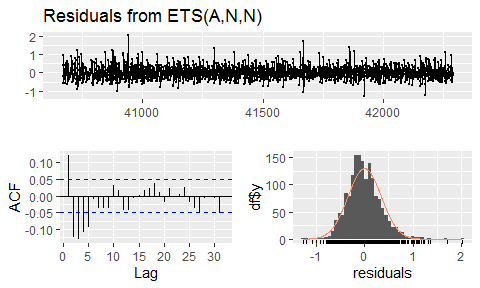 Residuals from ETS(A,N,N)
2
1
0
-1
41000 41500 42000
ACF
0.10
0.05
0.00
-0.05
-0.10
0 5 10 15 20 25 30
Lag
df$y
150
100
50
0
-1 0 1 2
residuals